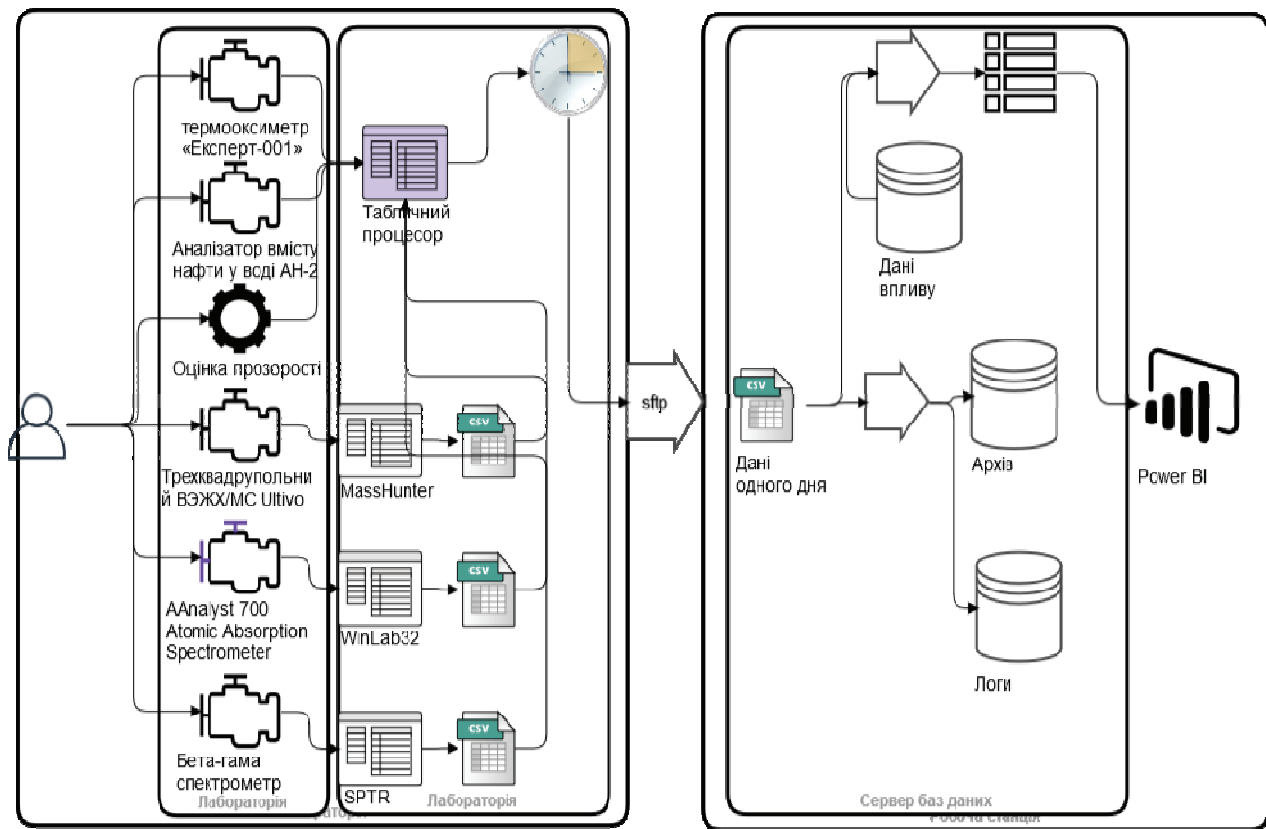 термооксиметр
«Експерт-001»
Аналізатор вмісту
нафти у воді АН-2
Оцінка прозорості
Трехквадрупольни
й ВЭЖХ/МС Ultivo
AAnalyst 700
Atomic Absorption
Spectrometer
Бета-гама
спектрометр
Лабораторія
Табличний
процесор
CSV
MassHunter
CSV
WinLab32
CSV
SPTR
Лабораторія
sftp
CSV
Дані
одного дня
Дані
впливу
Архів
Логи
Сервер баз даних
Робоча станція
Power BI